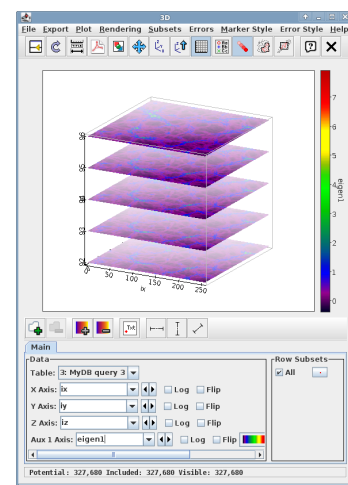 3D
File Export Plot Rendering Subsets Errors Marker Style Error Style Help
7
6
5
4
3
2
1
0
eigen1
96
95
94
93
92
0 50 100 150 200 250
ix
Txt
Main
Data
Table: 3: MyDB query 3
X Axis: ix Log Flip
Y Axis: iy Log Flip
Z Axis: iz Log Flip
Aux 1 Axis: eigen1 Log Flip
Row Subsets
All
Potential: 327,680 Included: 327,680 Visible: 327,680